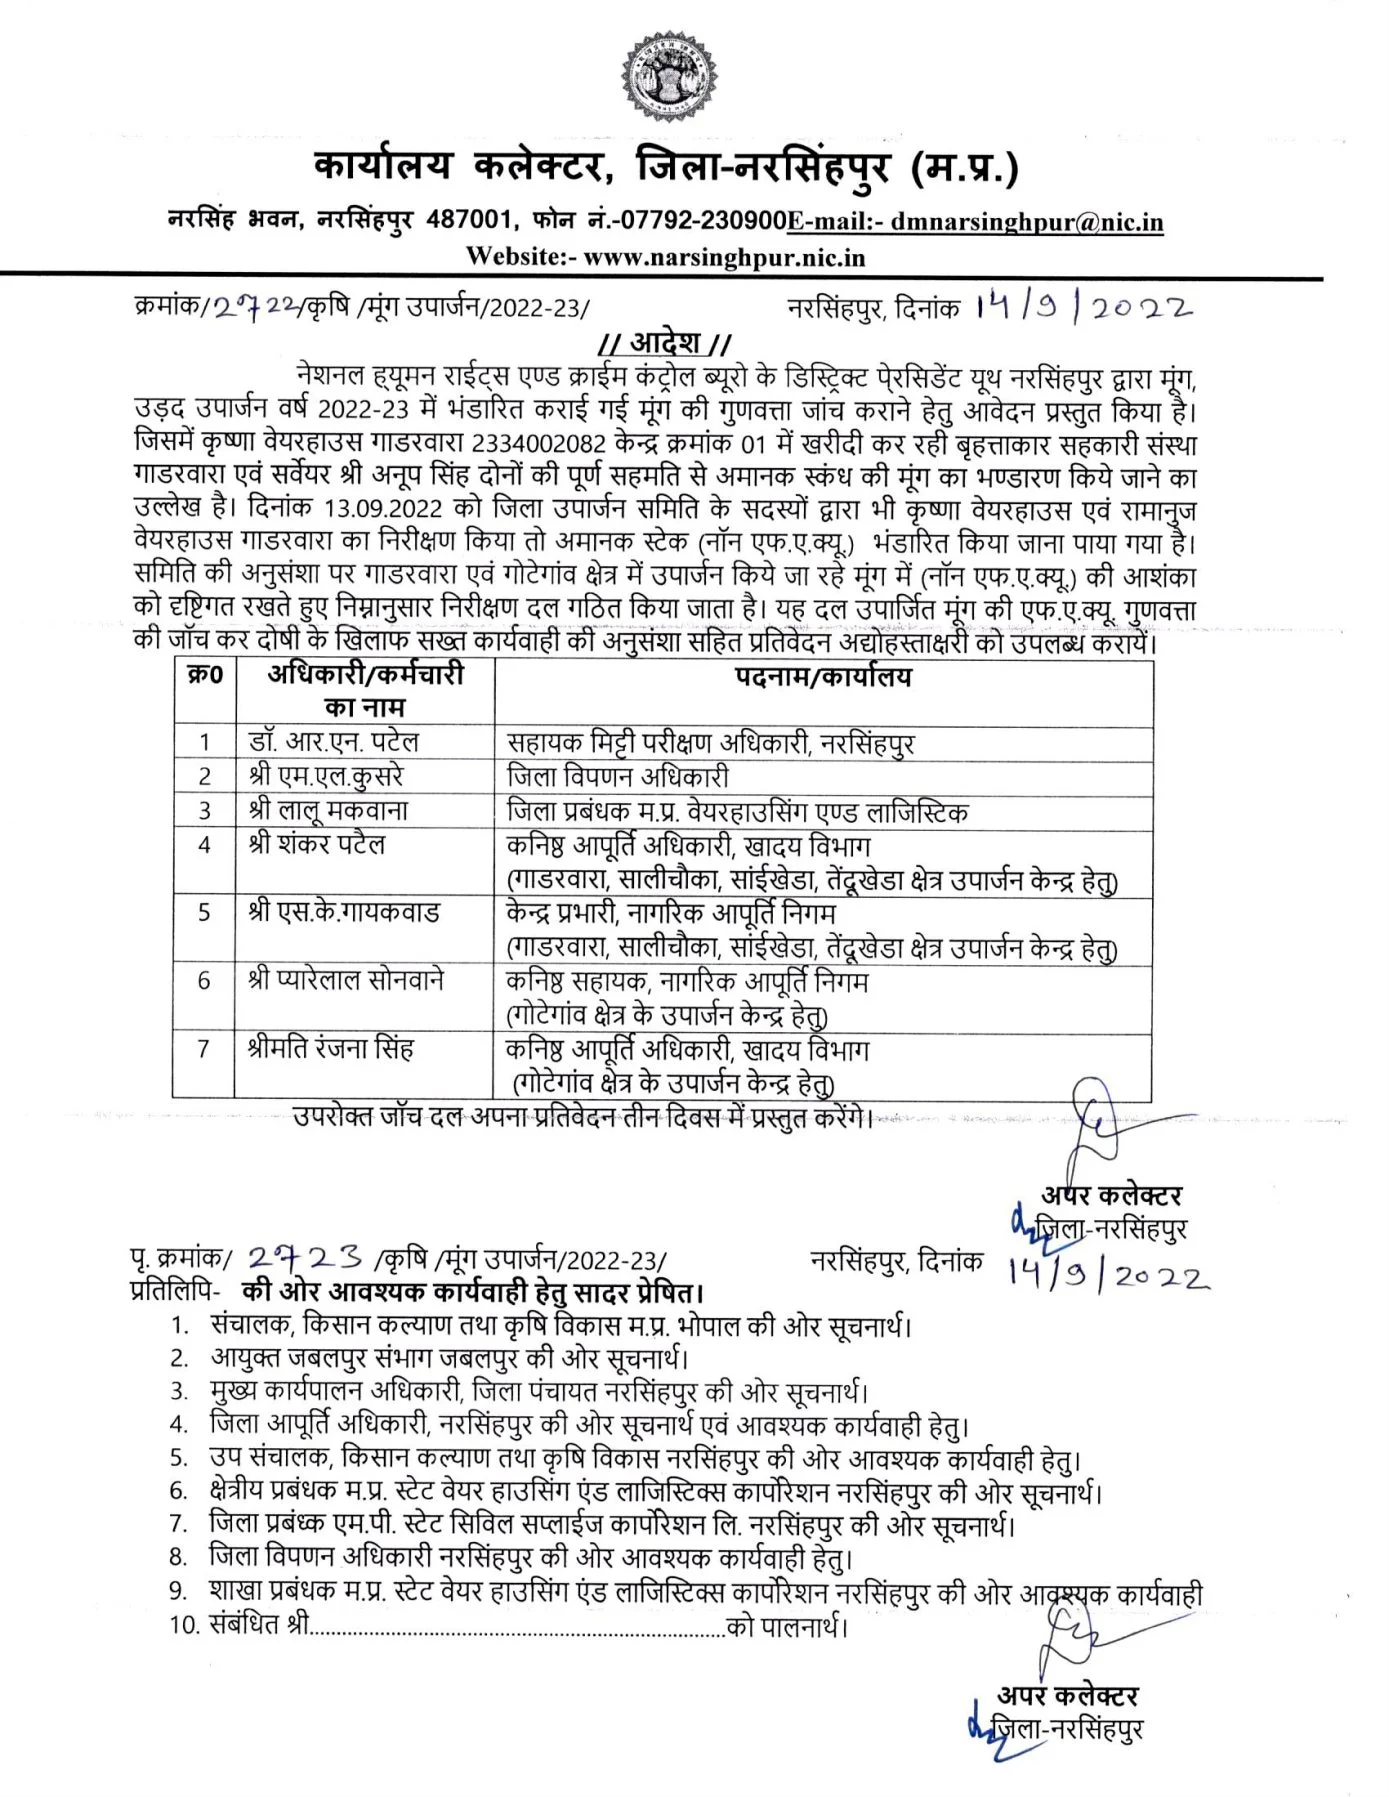 कार्यालय कलेक्टर, जिला-नरसिंहपुर (म.प्र.)
नरसिंह भवन, नरसिंहपुर 487001, फोन नं.-07792-230900E-mail:- dmnarsinghpur@nic.in
Website:- www.narsinghpur.nic.in
क्रमांक/2722/कृषि /मूंग उपार्जन/2022-23/ नरसिंहपुर, दिनांक 14/9/2022
// आदेश //
नेशनल ह्यूमन राईट्स एण्ड क्राईम कंट्रोल ब्यूरो के डिस्ट्रिक्ट पे्रसिडेंट यूथ नरसिंहपुर द्वारा मूंग,
उड़द उपार्जन वर्ष 2022-23 में भंडारित कराई गई मूंग की गुणवत्ता जांच कराने हेतु आवेदन प्रस्तुत किया है।
जिसमें कृष्णा वेयरहाउस गाडरवारा 2334002082 केन्द्र क्रमांक 01 में खरीदी कर रही बृहत्ताकार सहकारी संस्था
गाडरवारा एवं सर्वेयर श्री अनूप सिंह दोनों की पूर्ण सहमति से अमानक स्कंध की मूंग का भण्डारण किये जाने का
उल्लेख है। दिनांक 13.09.2022 को जिला उपार्जन समिति के सदस्यों द्वारा भी कृष्णा वेयरहाउस एवं रामानुज
वेयरहाउस गाडरवारा का निरीक्षण किया तो अमानक स्टेक (नॉन एफ.ए.क्यू.) भंडारित किया जाना पाया गया है।
समिति की अनुसंशा पर गाडरवारा एवं गोटेगांव क्षेत्र में उपार्जन किये जा रहे मूंग में (नॉन एफ.ए.क्यू.) की आशंका
को दृष्टिगत रखते हुए निम्नानुसार निरीक्षण दल गठित किया जाता है। यह दल उपार्जित मूंग की एफ.ए.क्यू. गुणवत्ता
की जॉच कर दोषी के खिलाफ सख्त कार्यवाही की अनुसंशा सहित प्रतिवेदन अद्योहस्ताक्षरी को उपलब्ध करायें।
क्र0 अधिकारी/कर्मचारी पदनाम/कार्यालय
का नाम
1 डॉ. आर.एन. पटेल सहायक मिट्टी परीक्षण अधिकारी, नरसिंहपुर
2 श्री एम.एल.कुसरे जिला विपणन अधिकारी
3 श्री लालू मकवाना जिला प्रबंधक म.प्र. वेयरहाउसिंग एण्ड लाजिस्टिक
4 श्री शंकर पटैल कनिष्ठ आपूर्ति अधिकारी, खादय विभाग
(गाडरवारा, सालीचौका, सांईखेडा, तेंदूखेडा क्षेत्र उपार्जन केन्द्र हेतु)
5 श्री एस.के.गायकवाड केन्द्र प्रभारी, नागरिक आपूर्ति निगम
(गाडरवारा, सालीचौका, सांईखेडा, तेंदूखेडा क्षेत्र उपार्जन केन्द्र हेतु)
6 श्री प्यारेलाल सोनवाने कनिष्ठ सहायक, नागरिक आपूर्ति निगम
(गोटेगांव क्षेत्र के उपार्जन केन्द्र हेतु)
7 श्रीमति रंजना सिंह कनिष्ठ आपूर्ति अधिकारी, खादय विभाग
(गोटेगांव क्षेत्र के उपार्जन केन्द्र हेतु)
उपरोक्त जॉच दल अपना प्रतिवेदन तीन दिवस में प्रस्तुत करेंगे।
अपर कलेक्टर
जिला-नरसिंहपुर
पृ. क्रमांक/ 2723 /कृषि /मूंग उपार्जन/2022-23/ नरसिंहपुर, दिनांक 14/9/2022
प्रतिलिपि- की ओर आवश्यक कार्यवाही हेतु सादर प्रेषित।
1. संचालक, किसान कल्याण तथा कृषि विकास म.प्र. भोपाल की ओर सूचनार्थ।
2. आयुक्त जबलपुर संभाग जबलपुर की ओर सूचनार्थ।
3. मुख्य कार्यपालन अधिकारी, जिला पंचायत नरसिंहपुर की ओर सूचनार्थ।
4. जिला आपूर्ति अधिकारी, नरसिंहपुर की ओर सूचनार्थ एवं आवश्यक कार्यवाही हेतु।
5. उप संचालक, किसान कल्याण तथा कृषि विकास नरसिंहपुर की ओर आवश्यक कार्यवाही हेतु।
6. क्षेत्रीय प्रबंधक म.प्र. स्टेट वेयर हाउसिंग एंड लाजिस्टिक्स कार्पोरेशन नरसिंहपुर की ओर सूचनार्थ।
7. जिला प्रबंध्क एम.पी. स्टेट सिविल सप्लाईज कार्पोरेशन लि. नरसिंहपुर की ओर सूचनार्थ।
8. जिला विपणन अधिकारी नरसिंहपुर की ओर आवश्यक कार्यवाही हेतु।
9. शाखा प्रबंधक म.प्र. स्टेट वेयर हाउसिंग एंड लाजिस्टिक्स कार्पोरेशन नरसिंहपुर की ओर आवश्यक कार्यवाही
10. संबंधित श्री.......................................................................को पालनार्थ।
अपर कलेक्टर
जिला-नरसिंहपुर